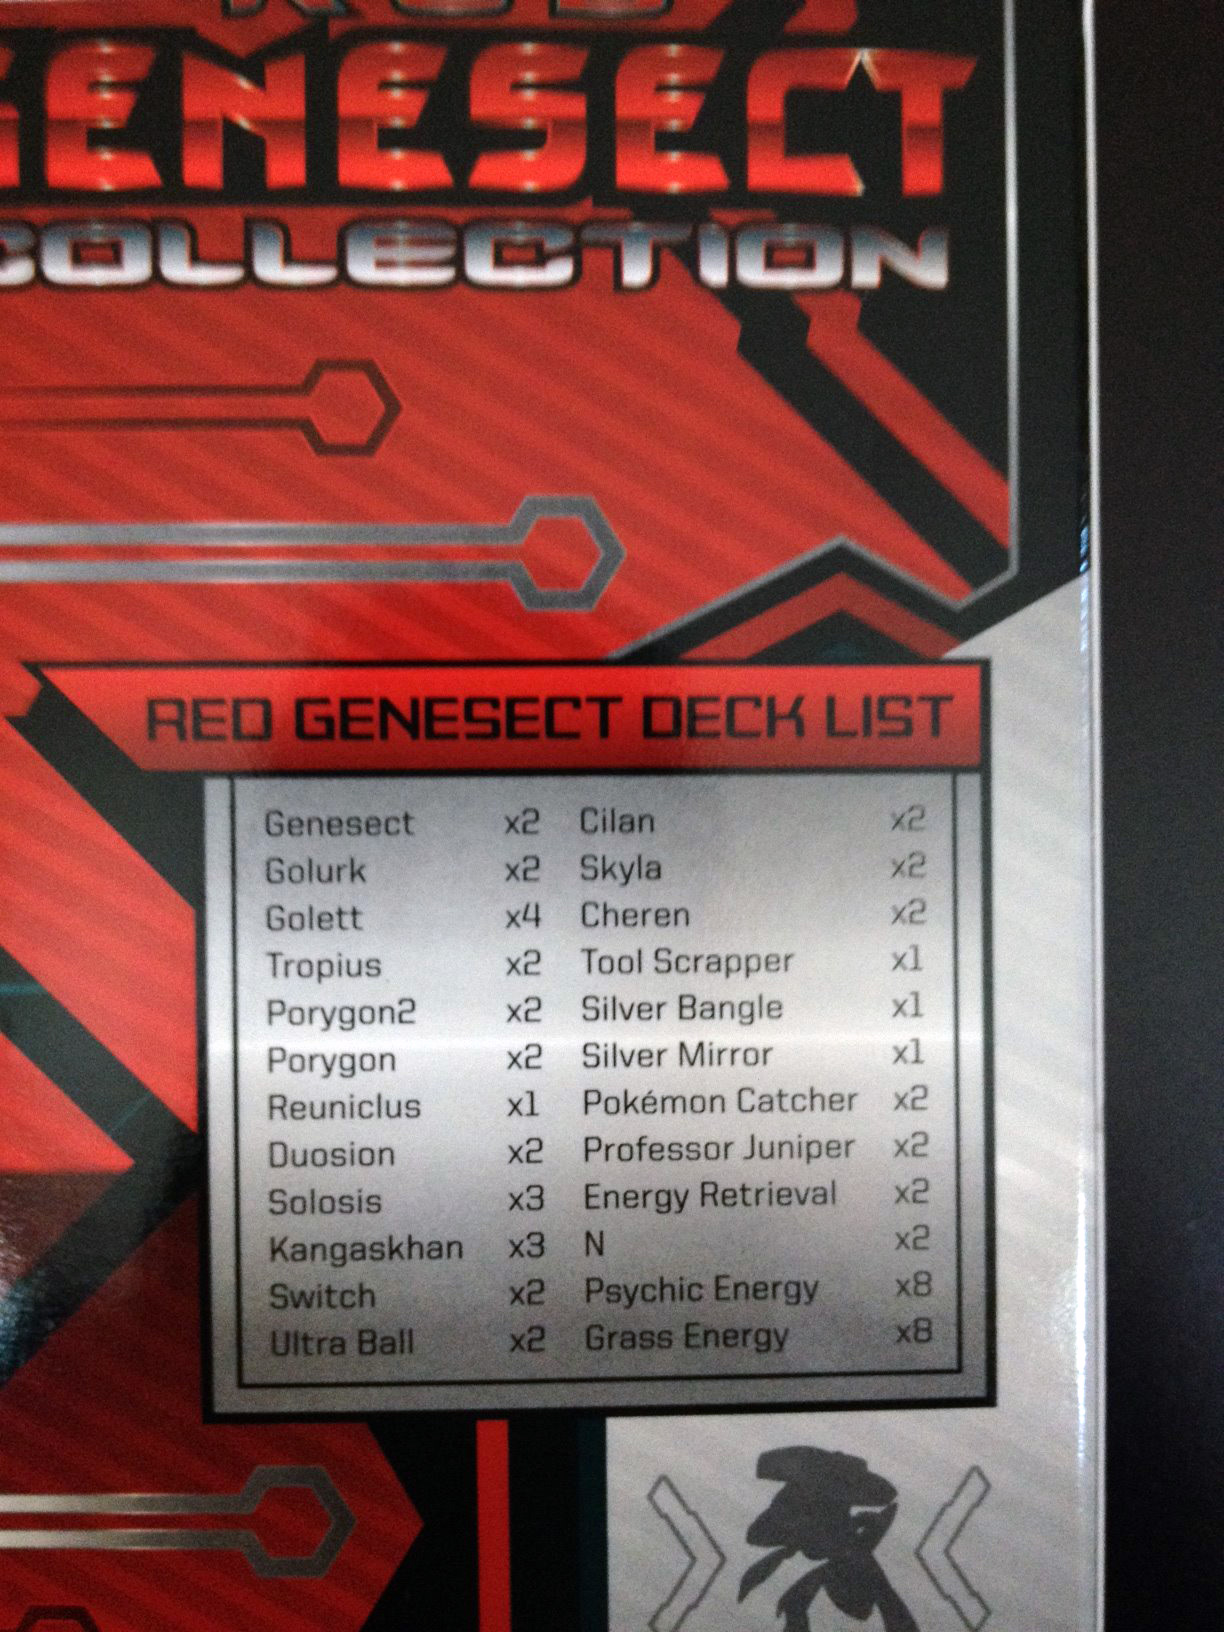 RED
GENESECT
COLLECTION
RED GENESECT DECK LIST
Genesect x2 Cilan x2
Golurk x2 Skyla x2
Golett x4 Cheren x2
Tropius x2 Tool Scrapper x1
Porygon2 x2 Silver Bangle x1
Porygon x2 Silver Mirror x1
Reuniclus x1 Pokémon Catcher x2
Duosion x2 Professor Juniper x2
Solosis x3 Energy Retrieval x2
Kangaskhan x3 N x2
Switch x2 Psychic Energy x8
Ultra Ball x2 Grass Energy x8